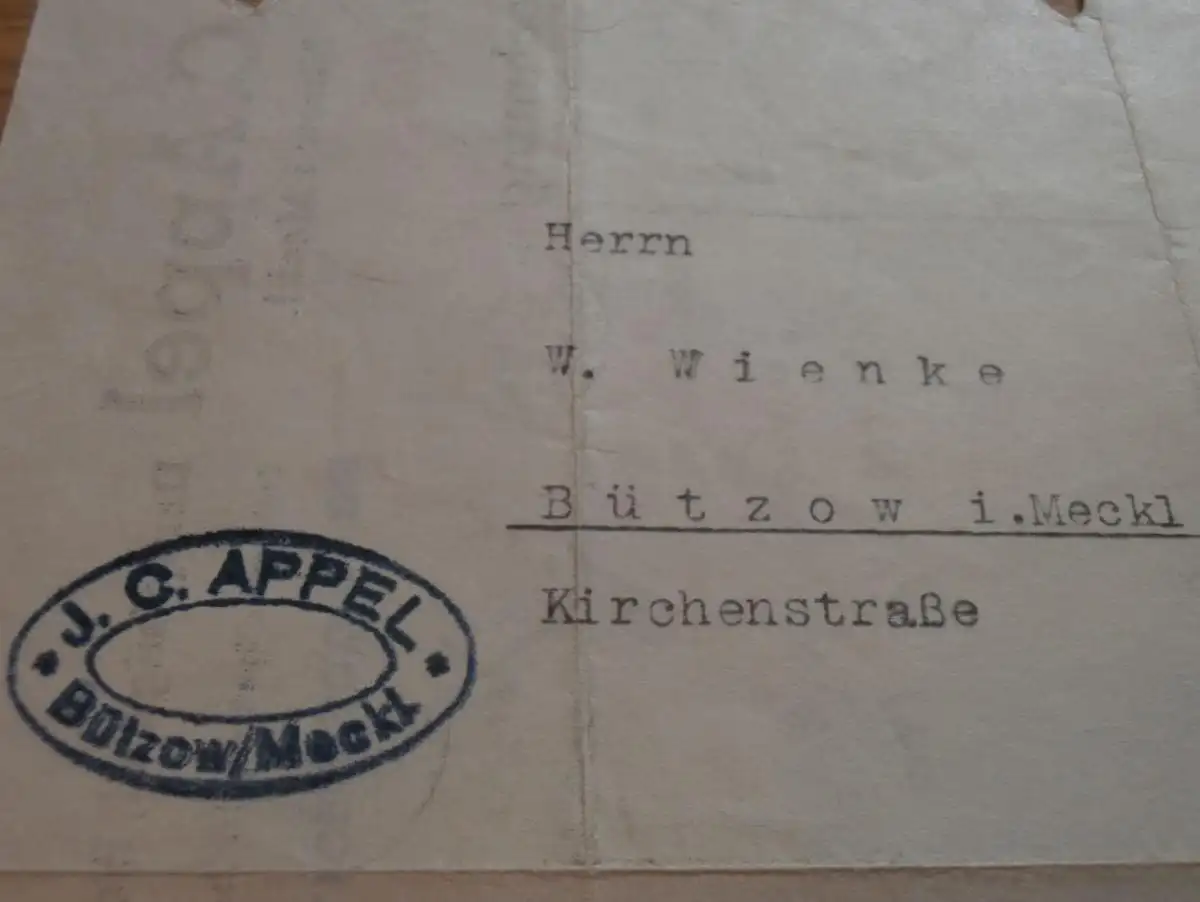 Herrn
W. Wienke
Bützow i.Meckl
Kirchenstraße
J. C. APPEL
Bützow/Meckl